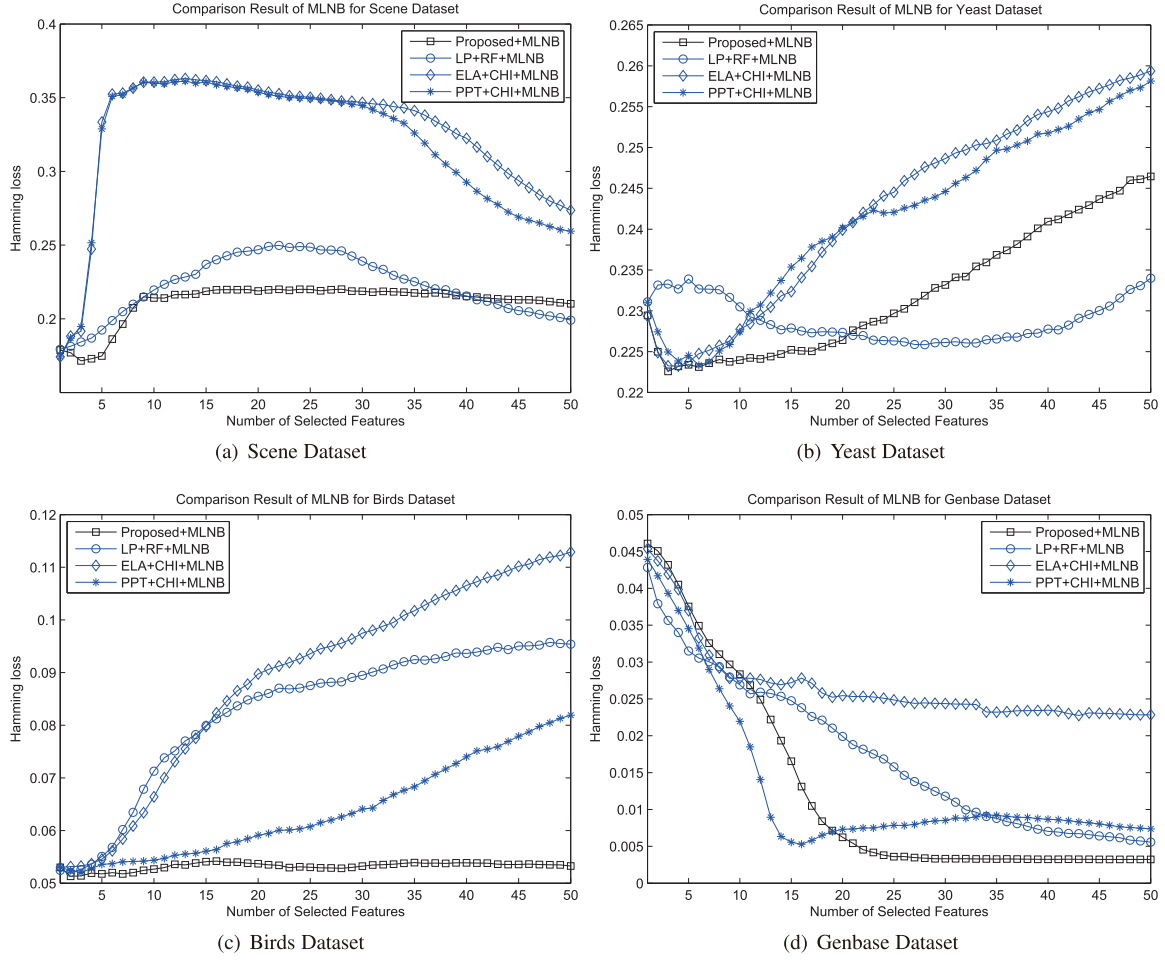 Comparison Result of MLNB for Scene Dataset
0.4
0.35
0.3
0.25
0.2
Hamming loss
Proposed+MLNB
LP+RF+MLNB
ELA+CHI+MLNB
PPT+CHI+MLNB
5 10 15 20 25 30 35 40 45 50
Number of Selected Features
(a) Scene Dataset
Comparison Result of MLNB for Yeast Dataset
0.265
0.26
0.255
0.25
0.245
0.24
0.235
0.23
0.225
0.22
Hamming loss
Proposed+MLNB
LP+RF+MLNB
ELA+CHI+MLNB
PPT+CHI+MLNB
5 10 15 20 25 30 35 40 45 50
Number of Selected Features
(b) Yeast Dataset
Comparison Result of MLNB for Birds Dataset
0.12
0.11
0.1
0.09
0.08
0.07
0.06
0.05
Hamming loss
Proposed+MLNB
LP+RF+MLNB
ELA+CHI+MLNB
PPT+CHI+MLNB
5 10 15 20 25 30 35 40 45 50
Number of Selected Features
(c) Birds Dataset
Comparison Result of MLNB for Genbase Dataset
0.05
0.045
0.04
0.035
0.03
0.025
0.02
0.015
0.01
0.005
0
Hamming loss
Proposed+MLNB
LP+RF+MLNB
ELA+CHI+MLNB
PPT+CHI+MLNB
5 10 15 20 25 30 35 40 45 50
Number of Selected Features
(d) Genbase Dataset